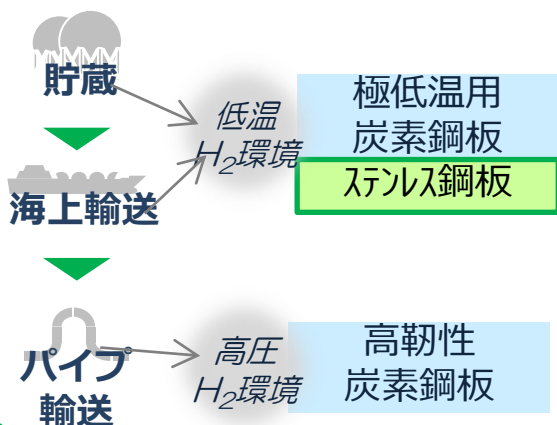 貯蔵
低温
H₂環境
極低温用
炭素鋼板
ステンレス鋼板
海上輸送
パイプ
輸送
高圧
H₂環境
高靭性
炭素鋼板